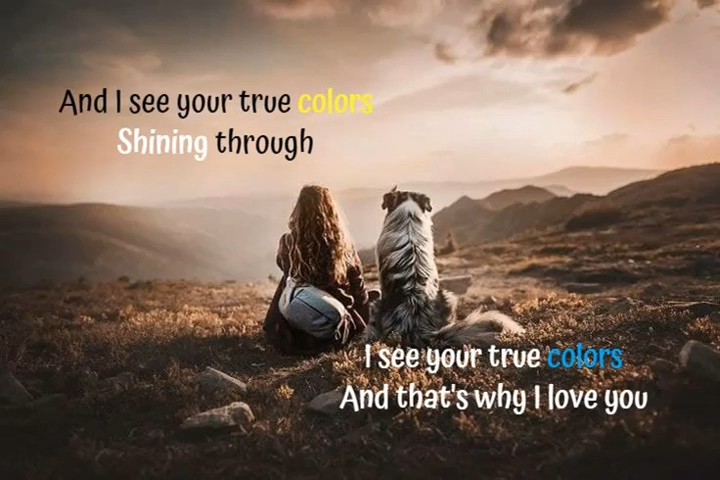 And I see your true colors
Shining through
I see your true colors
And that's why I love you